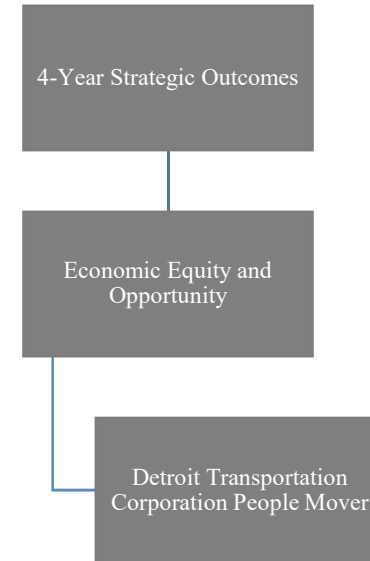 4-Year Strategic Outcomes
Economic Equity and
Opportunity
Detroit Transportation
Corporation People Mover